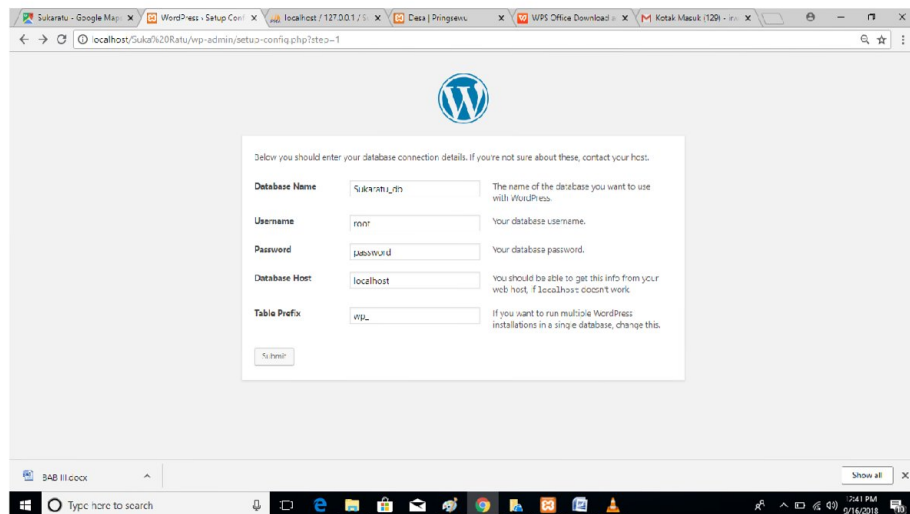 Sukaratu - Google Map
WordPress › Setup Conf
localhost / 127.0.0.1 /
Desa | Pringsewu
WPS Office Download
Kotak Masuk (129) -
localhost/Suka%20Ratu/wp-admin/setup-config.php?step=1
Below you should enter your database connection details. If you're not sure about these, contact your host.
Database Name
Sukaratu_db
The name of the database you want to use
with WordPress.
Username
root
Your database username.
Password
password
Your database password.
Database Host
localhost
You should be able to get this info from your
web host, if localhost doesn't work.
Table Prefix
wp_
If you want to run multiple WordPress
installations in a single database, change this.
Submit
BAB III.docx
Show all
Type here to search
12:41 PM
9/16/2018